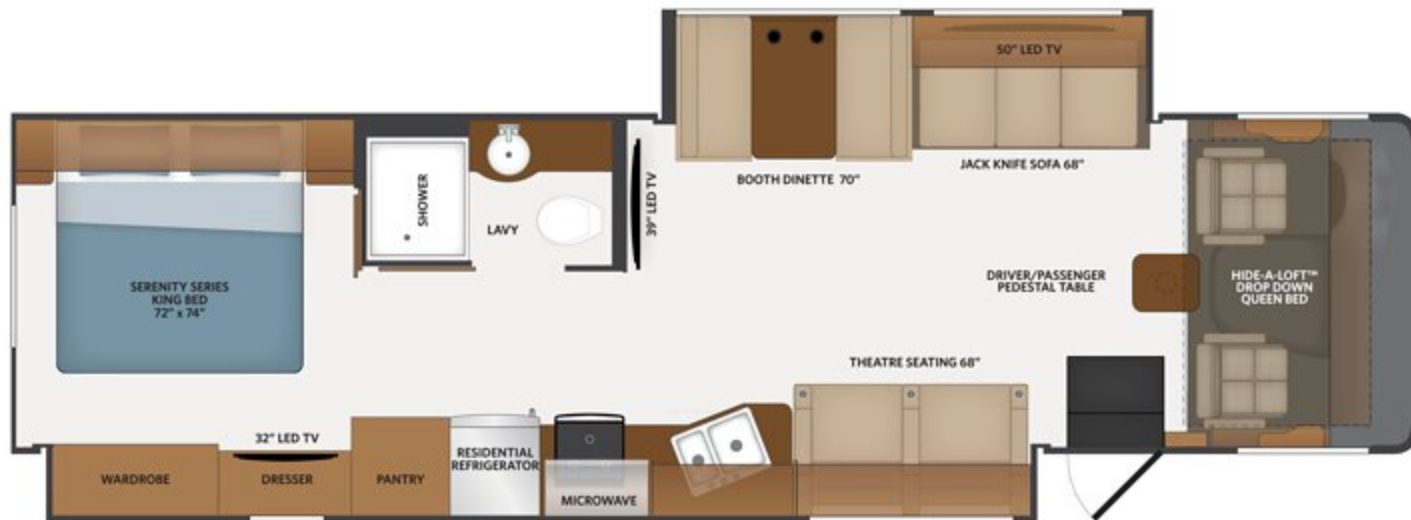 50" LED TV
BOOTH DINETTE 70"
JACK KNIFE SOFA 68"
SHOWER
LAVY
39" LED TV
SERENITY SERIES
KING BED
72" x 74"
DRIVER/PASSENGER
PEDESTAL TABLE
HIDE-A-LOFT™
DROP DOWN
QUEEN BED
THEATRE SEATING 68"
32" LED TV
WARDROBE
DRESSER
PANTRY
RESIDENTIAL
REFRIGERATOR
MICROWAVE